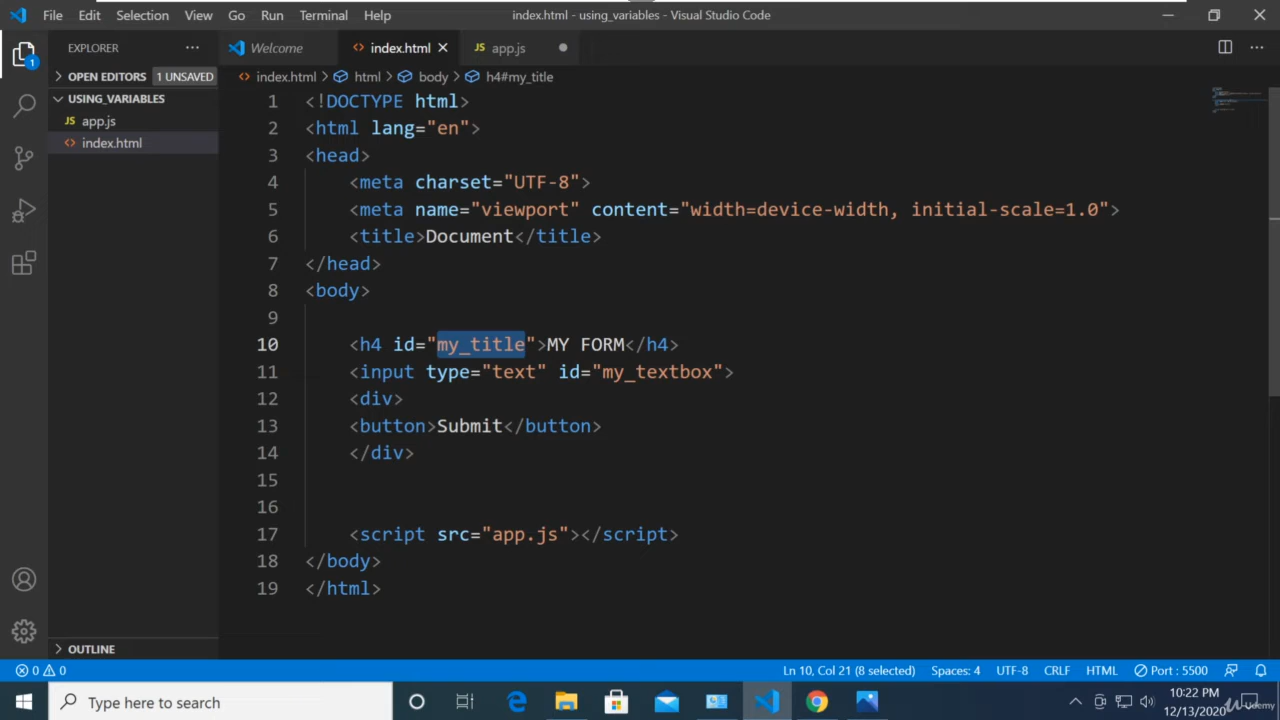 File Edit Selection View Go Run Terminal Help
index.html - using_variables - Visual Studio Code
EXPLORER
Welcome
index.html
JS app.js
1
OPEN EDITORS 1 UNSAVED
USING_VARIABLES
JS app.js
index.html
index.html > html > body > h4#my_title
1 <!DOCTYPE html>
2 <html lang="en">
3 <head>
4 <meta charset="UTF-8">
5 <meta name="viewport" content="width=device-width, initial-scale=1.0">
6 <title>Document</title>
7 </head>
8 <body>
9
10 <h4 id="my_title">MY FORM</h4>
11 <input type="text" id="my_textbox">
12 <div>
13 <button>Submit</button>
14 </div>
15
16
17 <script src="app.js"></script>
18 </body>
19 </html>
OUTLINE
0 0
Ln 10, Col 21 (8 selected) Spaces: 4 UTF-8 CRLF HTML Port : 5500
Type here to search
10:22 PM
12/13/2020
Udemy